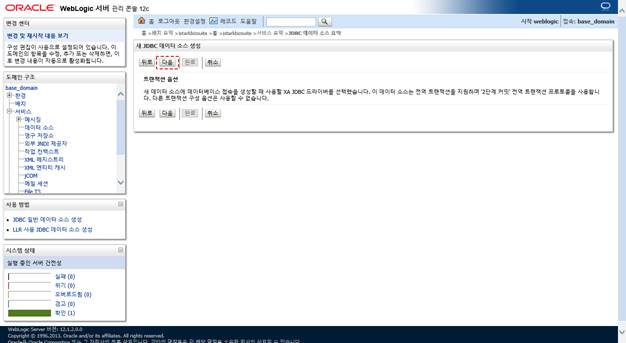 ORACLE WebLogic 서버 관리 콘솔 12c
변경 센터
변경 및 재시작 내용 보기
구성 편집이 사용으로 설정되었습니다. 이
도메인의 항목을 수정, 추가 또는 삭제하면, 이
후 변경 내용이 자동으로 활성화됩니다.
도메인 구조
base_domain
환경
배치
서비스
메시징
데이터 소스
영구 저장소
외부 JNDI 제공자
작업 컨텍스트
XML 레지스트리
XML 엔티티 캐시
jCOM
메일 세션
File T3
사용 방법
JDBC 일반 데이터 소스 생성
LLR 사용 JDBC 데이터 소스 생성
시스템 상태
실행 중인 서버 건전성
실패 (0)
위기 (0)
오버로드됨 (0)
경고 (0)
확인 (1)
홈 로그아웃 환경설정 레코드 도움말
시작 weblogic 접속: base_domain
홈 >배치 요약 >starkbiosuite >홈 >starkbiosuite >서비스 요약 >JDBC 데이터 소스 요약
새 JDBC 데이터 소스 생성
뒤로 다음 완료 취소
트랜잭션 옵션
새 데이터 소스에 데이터베이스 접속을 생성할 때 사용할 XA JDBC 드라이버를 선택했습니다. 이 데이터 소스는 전역 트랜잭션을 지원하며 '2단계 커밋' 전역 트랜잭션 프로토콜을 사용합니
다. 다른 트랜잭션 구성 옵션은 사용할 수 없습니다.
뒤로 다음 완료 취소
WebLogic Server 버전: 12.1.2.0.0
Copyright © 1996,2013, Oracle and/or its affiliates. All rights reserved.